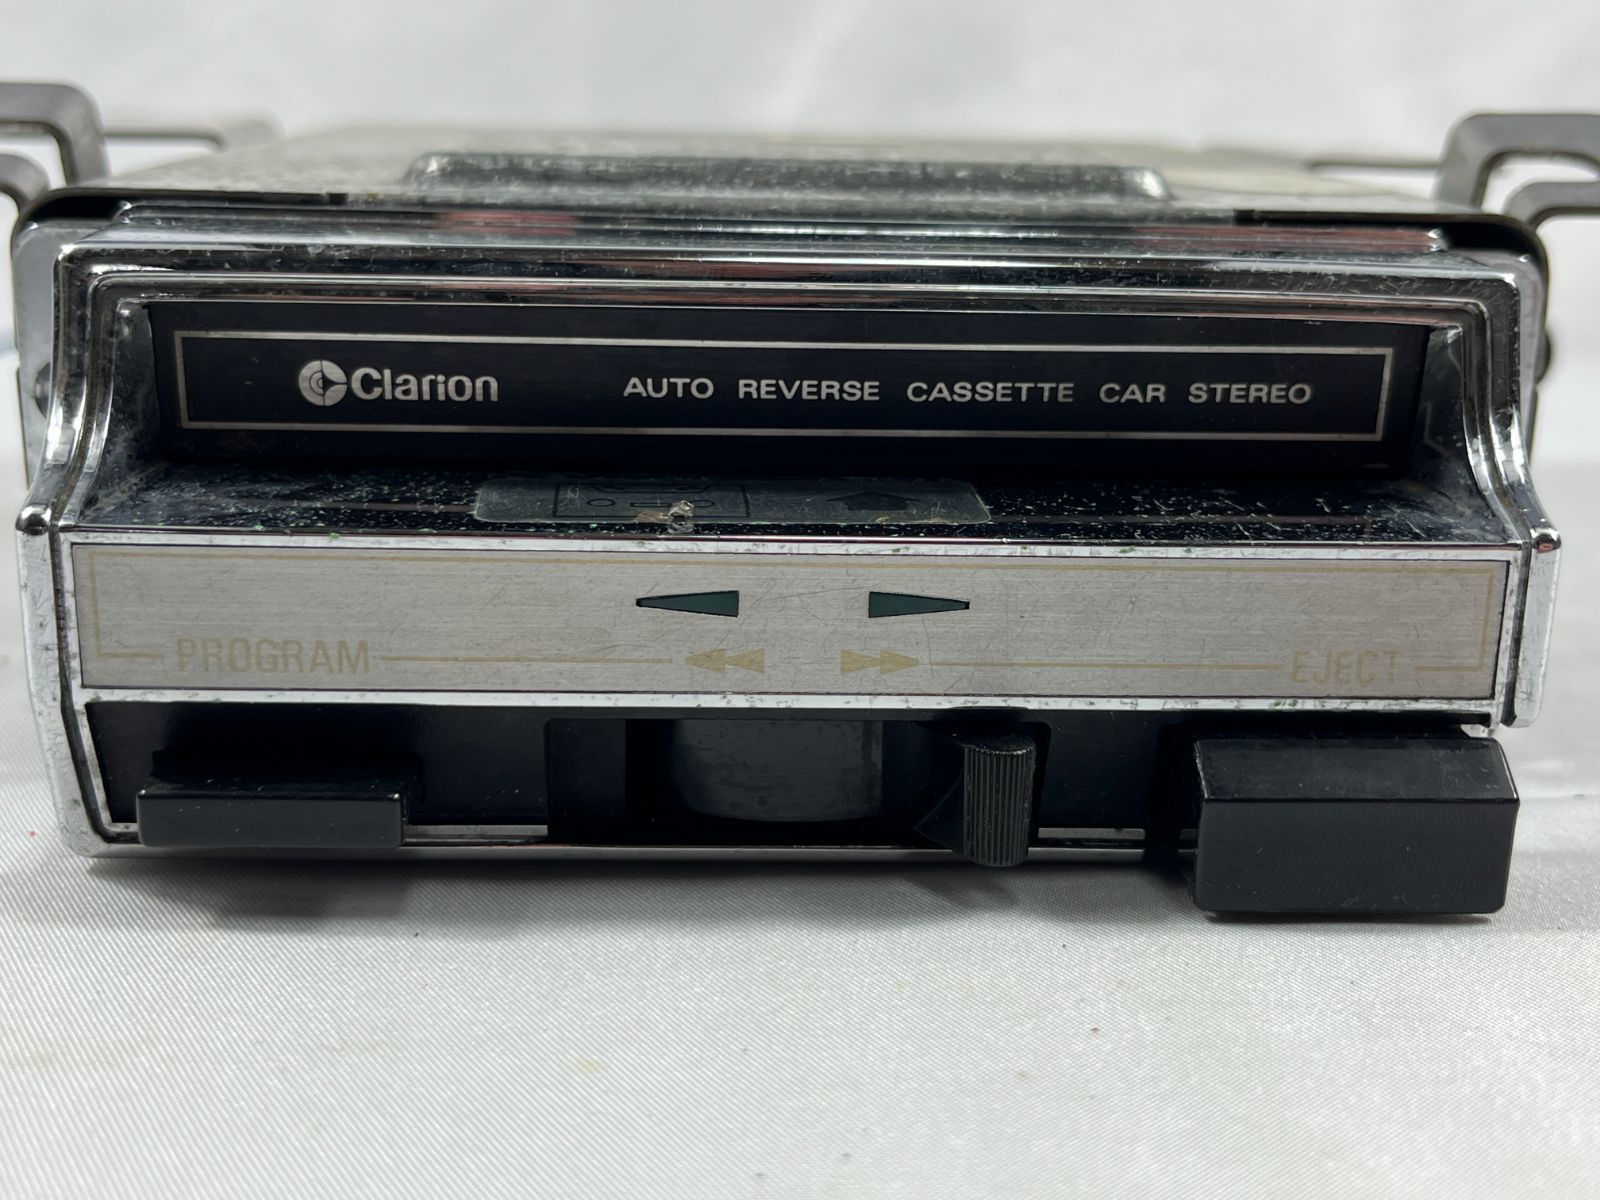 Clarion AUTO REVERSE CASSETTE CAR STEREO
PROGRAM EJECT